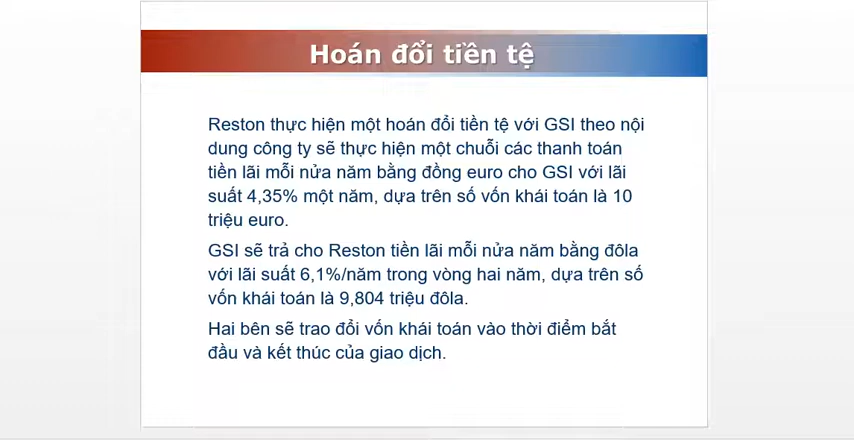 Hoán đổi tiền tệ
Reston thực hiện một hoán đổi tiền tệ với GSI theo nội
dung công ty sẽ thực hiện một chuỗi các thanh toán
tiền lãi mỗi nửa năm bằng đồng euro cho GSI với lãi
suất 4,35% một năm, dựa trên số vốn khái toán là 10
triệu euro.
GSI sẽ trả cho Reston tiền lãi mỗi nửa năm bằng đôla
với lãi suất 6,1%/năm trong vòng hai năm, dựa trên số
vốn khái toán là 9,804 triệu đôla.
Hai bên sẽ trao đổi vốn khái toán vào thời điểm bắt
đầu và kết thúc của giao dịch.